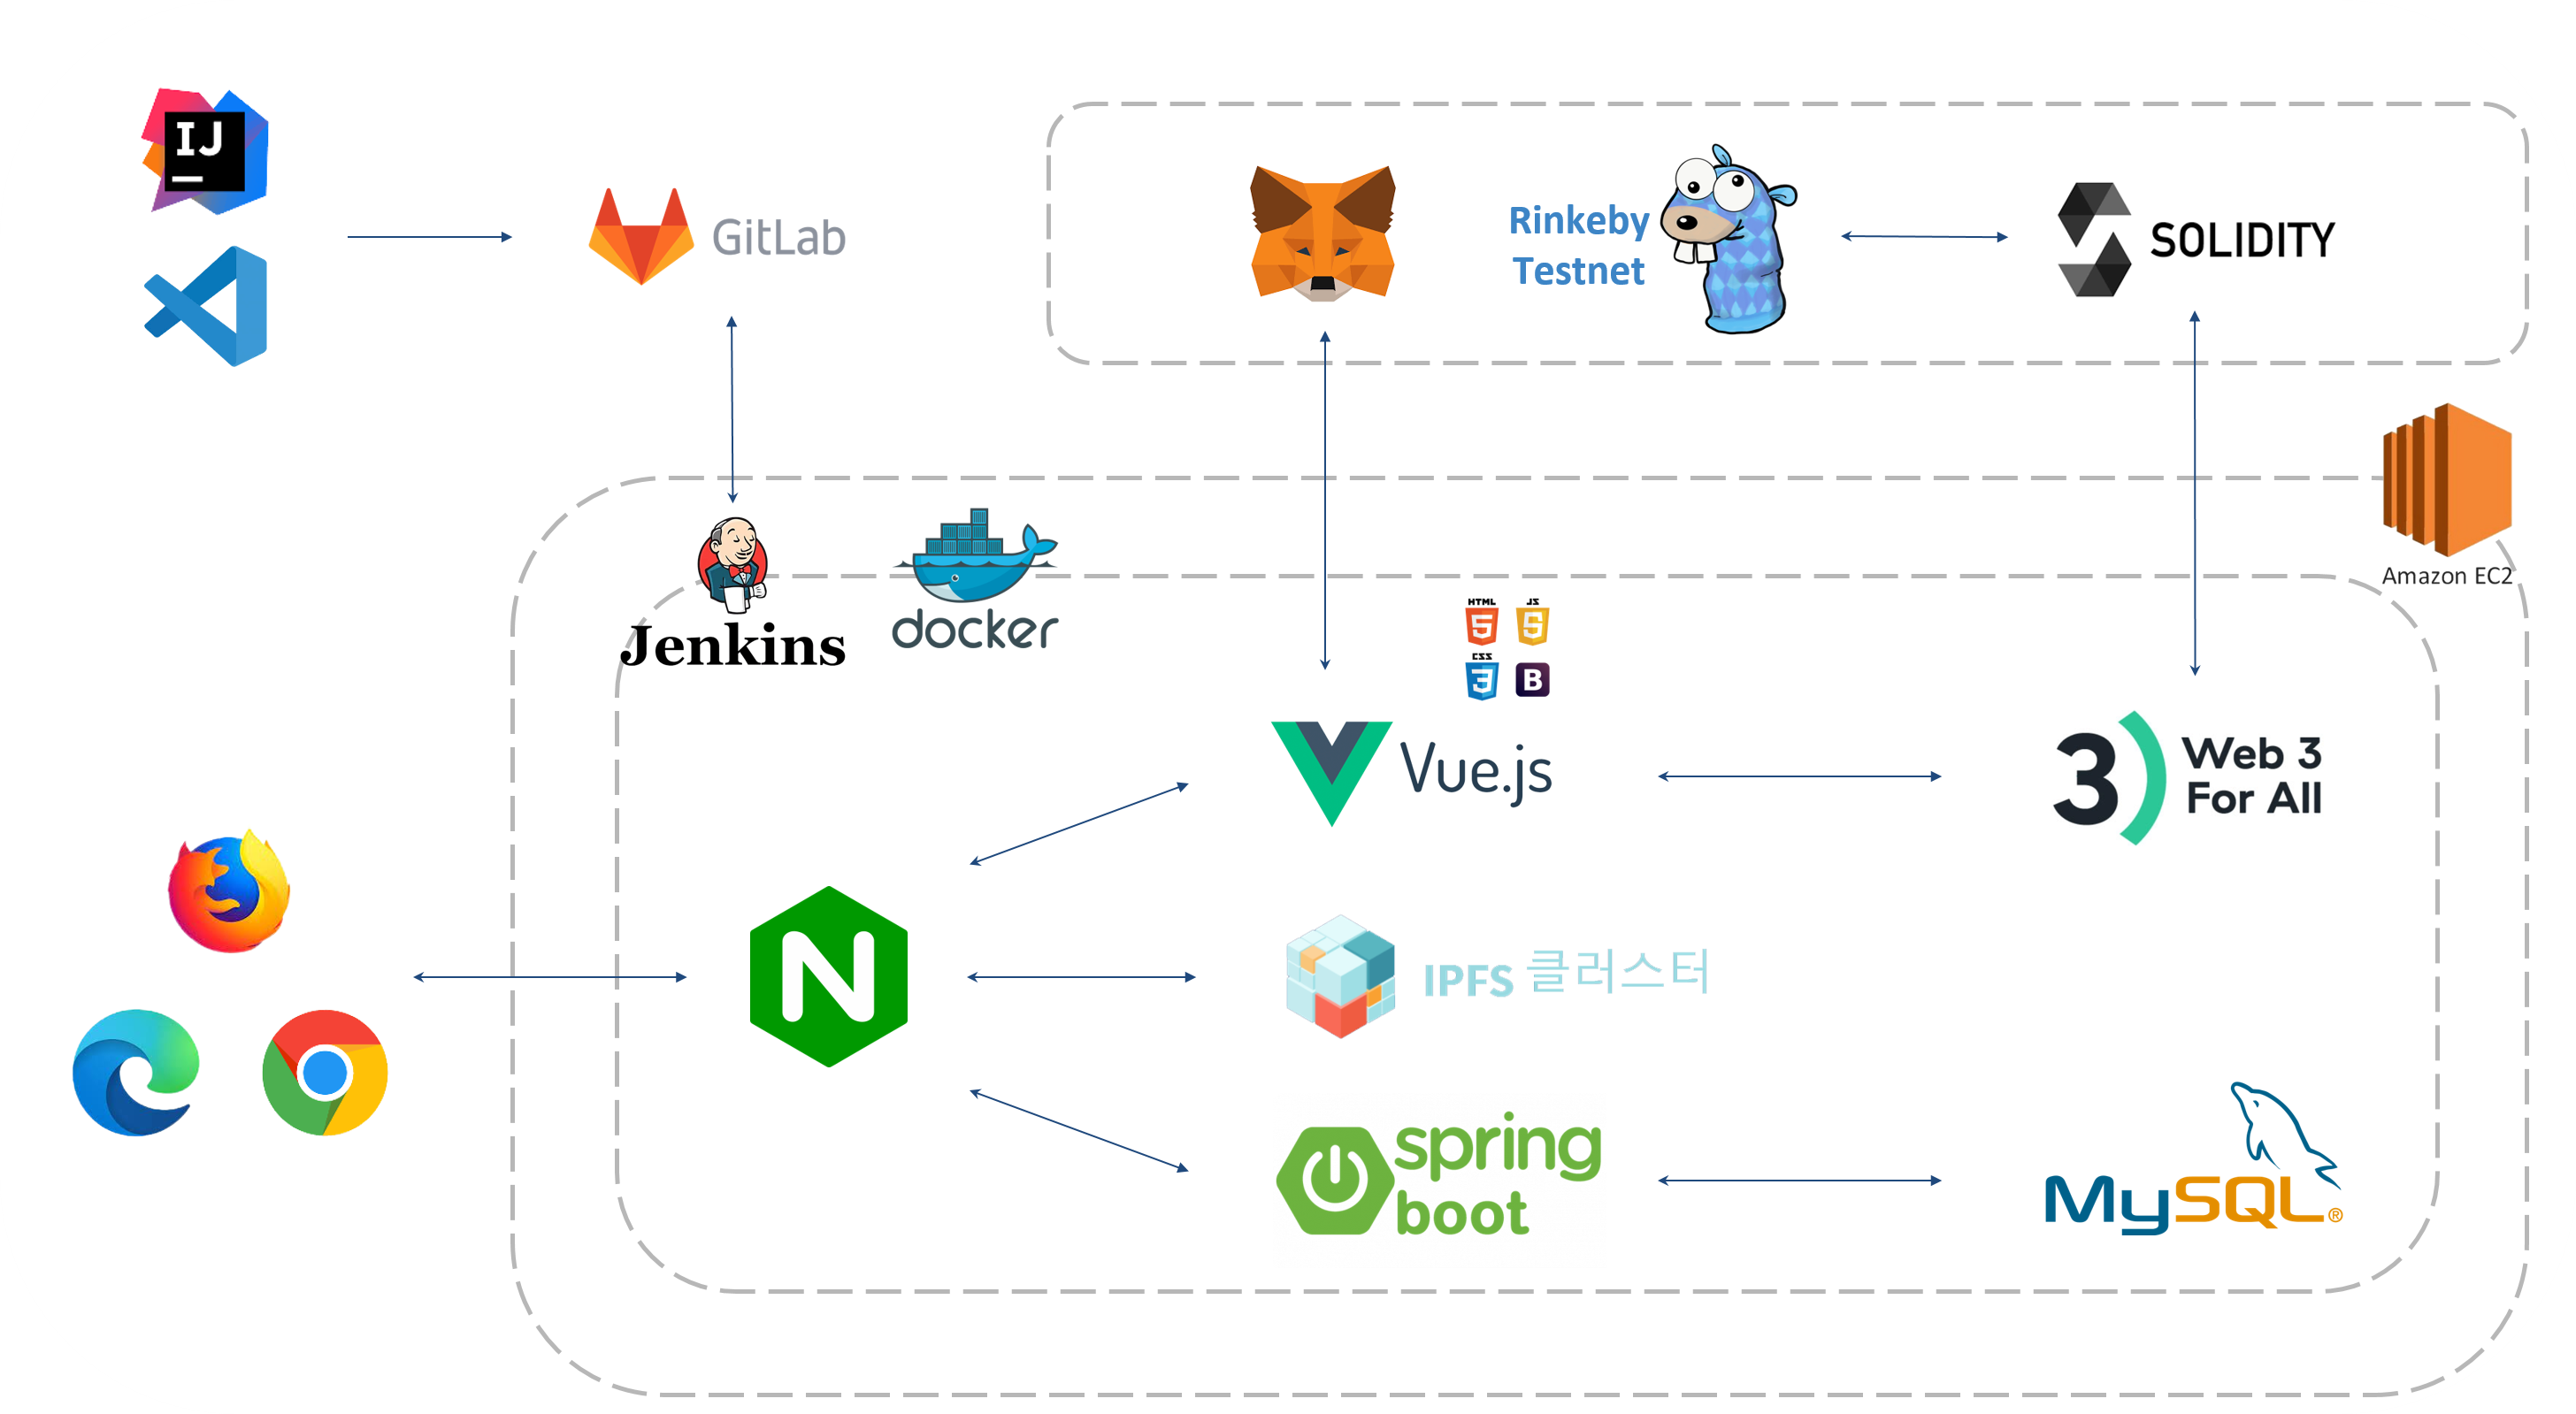 IJ
GitLab
Rinkeby
Testnet
SOLIDITY
Amazon EC2
Jenkins
docker
HTML
5
JS
5
CSS
3
B
Vue.js
3
Web 3
For All
N
IPFS 클러스터
spring
boot
MySQL®